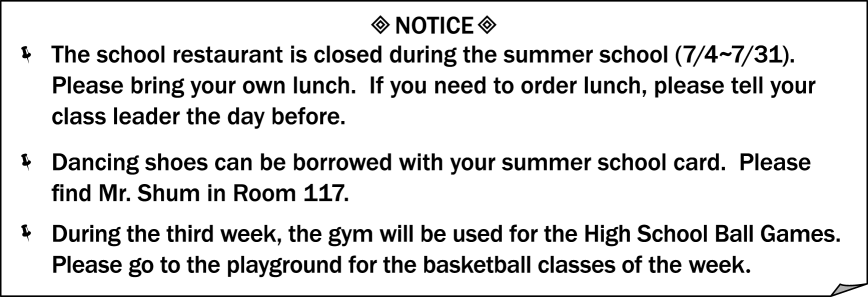 NOTICE
The school restaurant is closed during the summer school (7/4~7/31).
Please bring your own lunch. If you need to order lunch, please tell your
class leader the day before.
Dancing shoes can be borrowed with your summer school card. Please
find Mr. Shum in Room 117.
During the third week, the gym will be used for the High School Ball Games.
Please go to the playground for the basketball classes of the week.